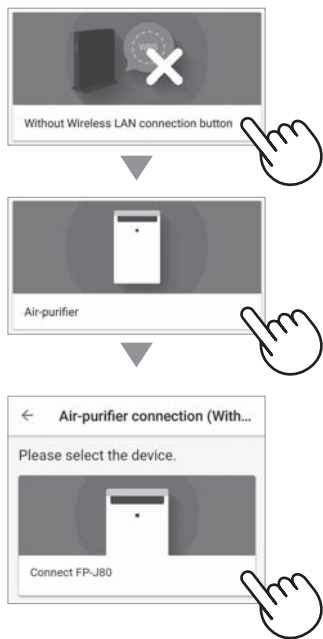 Without Wireless LAN connection button
Air-purifier
← Air-purifier connection (With...
Please select the device.
Connect FP-J80